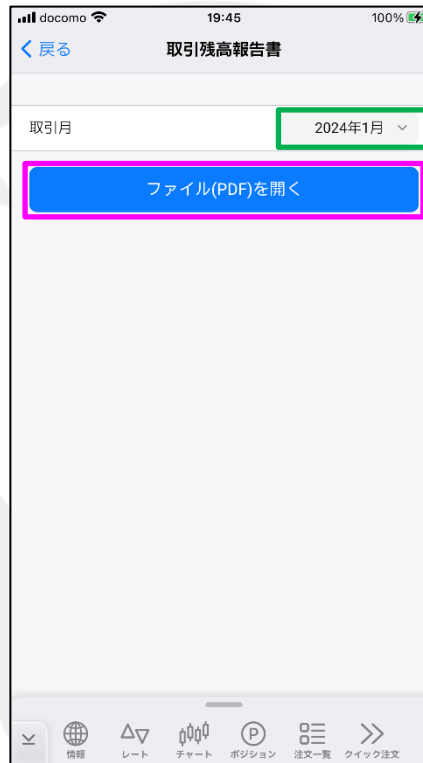 docomo 19:45 100%
戻る 取引残高報告書
取引月 2024年1月
ファイル(PDF)を開く
P
情報 レート チャート ポジション 注文一覧 クイック注文